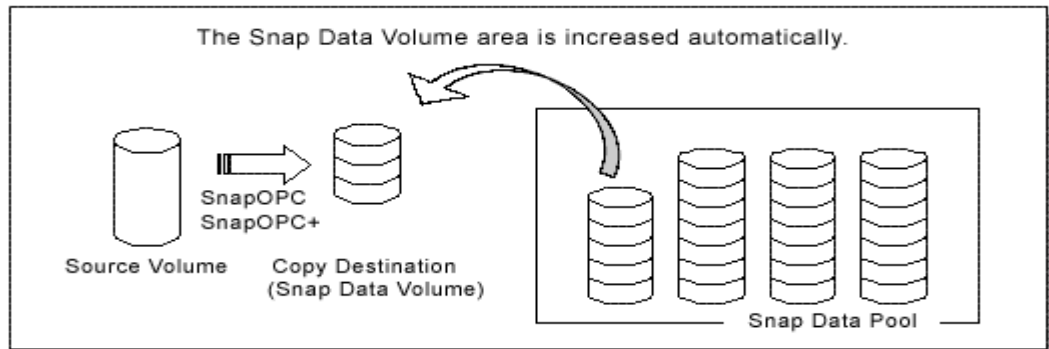 The Snap Data Volume area is increased automatically.
SnapOPC
SnapOPC+
Source Volume
Copy Destination
(Snap Data Volume)
Snap Data Pool